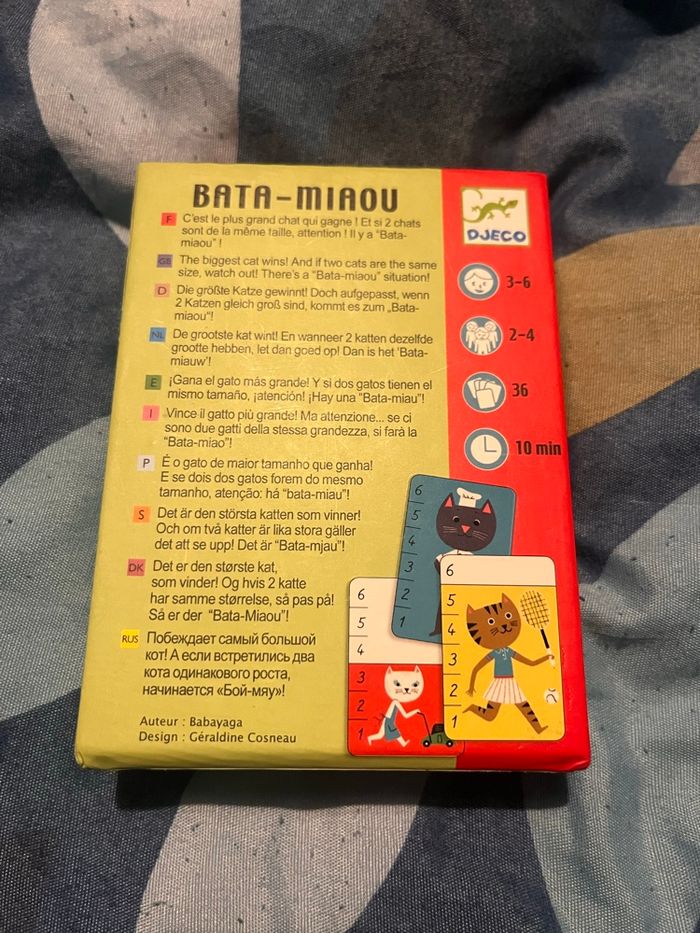 BATA-MIAOU
F C'est le plus grand chat qui gagne ! Et si 2 chats
sont de la même taille, attention ! Il y a "Bata-
miaou" !
GB The biggest cat wins! And if two cats are the same
size, watch out! There's a "Bata-miaou" situation!
D Die größte Katze gewinnt! Doch aufgepasst, wenn
2 Katzen gleich groß sind, kommt es zum „Bata-
miaou“!
NL De grootste kat wint! En wanneer 2 katten dezelfde
grootte hebben, let dan goed op! Dan is het 'Bata-
miauw'!
E ¡Gana el gato más grande! Y si dos gatos tienen el
mismo tamaño, ¡atención! ¡Hay una "Bata-miau"!
I Vince il gatto più grande! Ma attenzione... se ci
sono due gatti della stessa grandezza, si farà la
"Bata-miao"!
P É o gato de maior tamanho que ganha!
E se dois gatos forem do mesmo
tamanho, atenção: há "bata-miau"!
S Det är den största katten som vinner!
Och om två katter är lika stora gäller
det att se upp! Det är "Bata-mjau"!
DK Det er den største kat,
som vinder! Og hvis 2 katte
har samme størrelse, så pas på!
Så er der "Bata-Miaou"!
RUS Побеждает самый большой
кот! А если встретились два
кота одинакового роста,
начинается «Бой-мяу»!
Auteur : Babayaga
Design : Géraldine Cosneau
DJECO
3-6
2-4
36
10 min
6
5
4
3
2
1
6
5
4
3
2
1
6
5
4
3
2
1